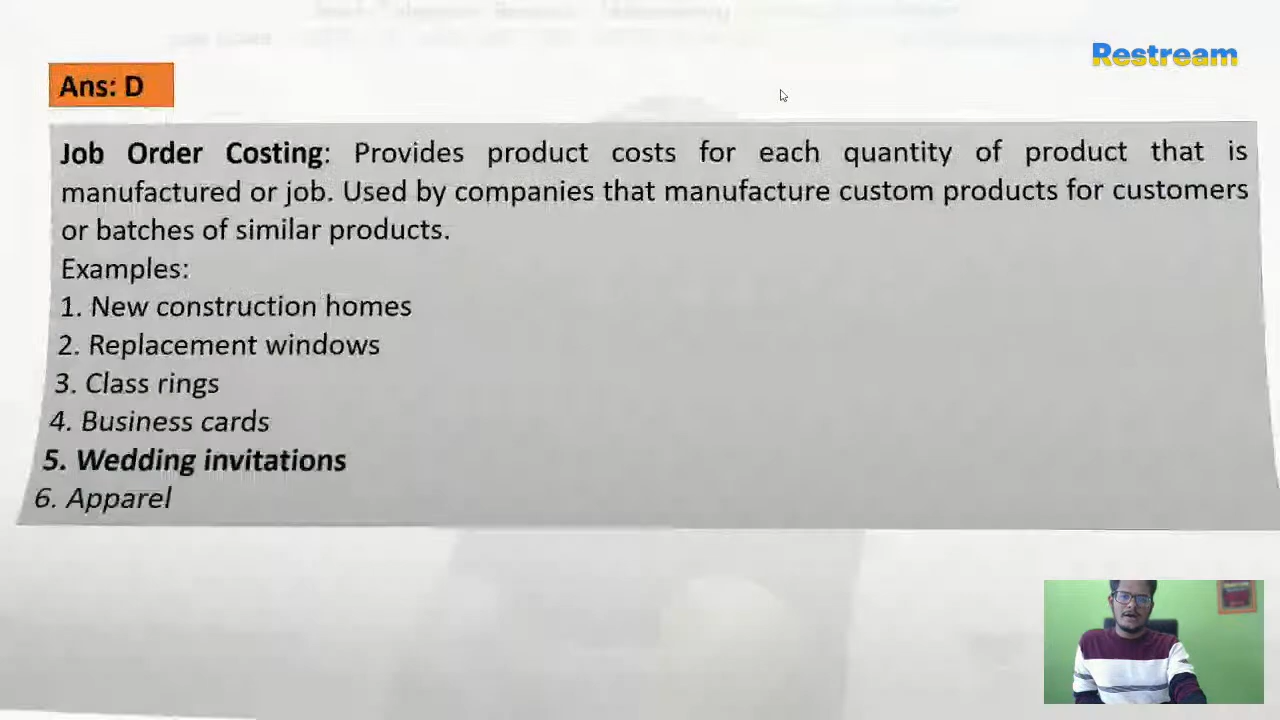 Restream
Ans: D
Job Order Costing: Provides product costs for each quantity of product that is
manufactured or job. Used by companies that manufacture custom products for customers
or batches of similar products.
Examples:
1. New construction homes
2. Replacement windows
3. Class rings
4. Business cards
5. Wedding invitations
6. Apparel